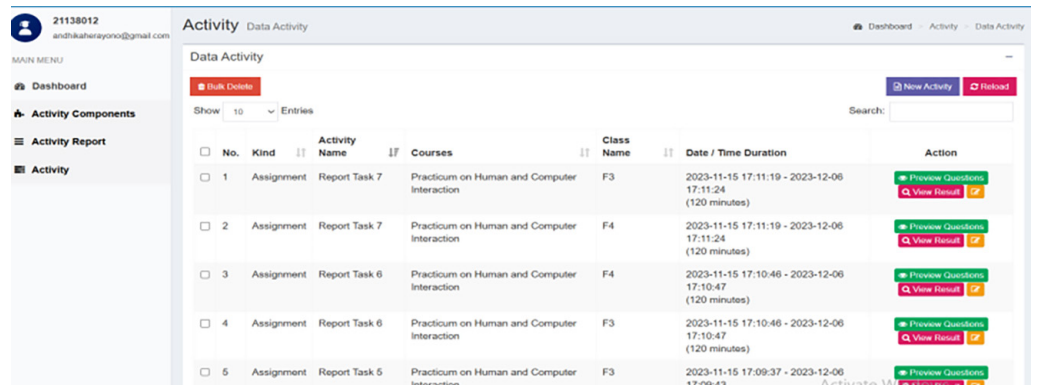 21138012
andhikaherayono@gmail.com
MAIN MENU
Dashboard
Activity Components
Activity Report
Activity
Activity Data Activity
Dashboard > Activity > Data Activity
Data Activity
Bulk Delete
New Activity Reload
Show 10 Entries
Search:
No. Kind Activity Name Courses Class Name Date / Time Duration Action
1 Assignment Report Task 7 Practicum on Human and Computer F3 2023-11-15 17:11:19 - 2023-12-06 Preview Questions
Interaction 17:11:24 View Result
(120 minutes)
2 Assignment Report Task 7 Practicum on Human and Computer F4 2023-11-15 17:11:19 - 2023-12-06 Preview Questions
Interaction 17:11:24 View Result
(120 minutes)
3 Assignment Report Task 6 Practicum on Human and Computer F4 2023-11-15 17:10:46 - 2023-12-06 Preview Questions
Interaction 17:10:47 View Result
(120 minutes)
4 Assignment Report Task 6 Practicum on Human and Computer F3 2023-11-15 17:10:46 - 2023-12-06 Preview Questions
Interaction 17:10:47 View Result
(120 minutes)
5 Assignment Report Task 5 Practicum on Human and Computer F3 2023-11-15 17:09:37 - 2023-12-06 Preview Questions
Interaction 17:09:43 Activate